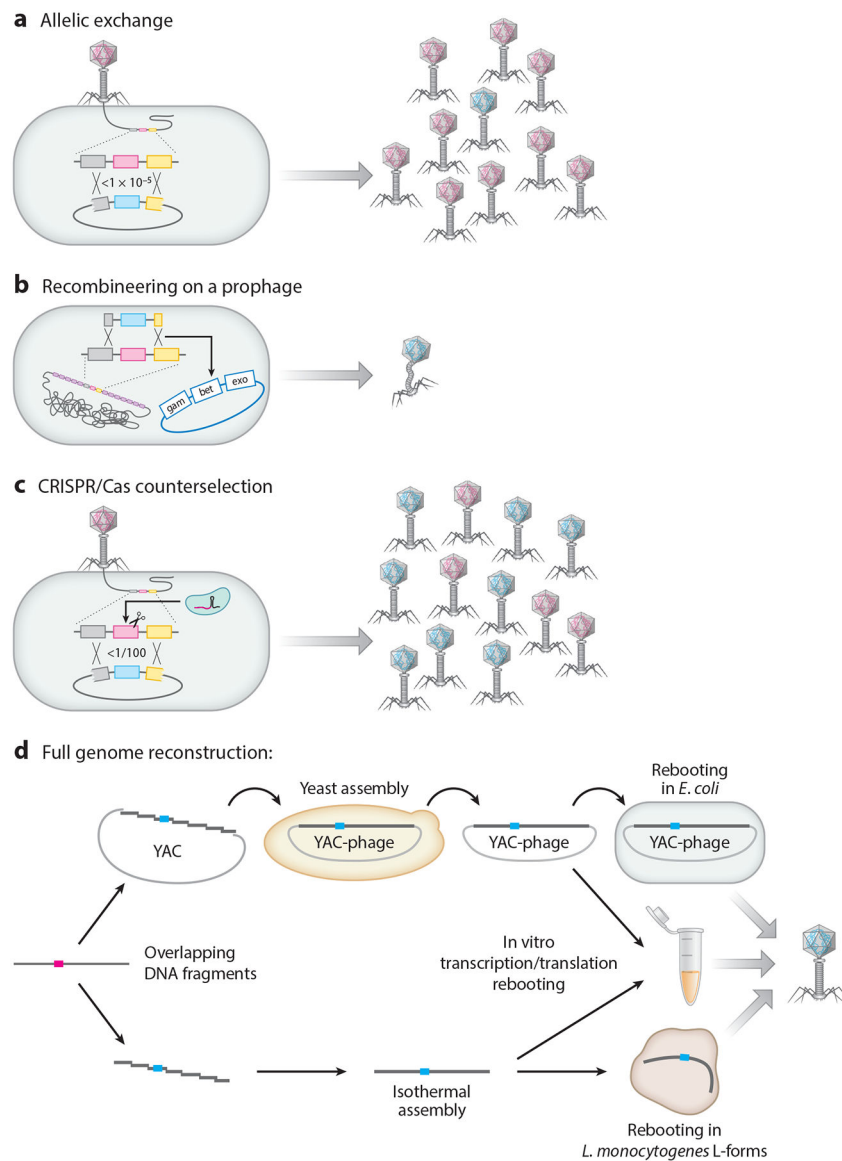 a Allelic exchange
<1 × 10⁻⁵
b Recombineering on a prophage
gam
bet
exo
c CRISPR/Cas counterselection
<1/100
d Full genome reconstruction:
Yeast assembly
Rebooting
in E. coli
YAC
YAC-phage
YAC-phage
YAC-phage
Overlapping
DNA fragments
In vitro
transcription/translation
rebooting
Isothermal
assembly
Rebooting in
L. monocytogenes L-forms